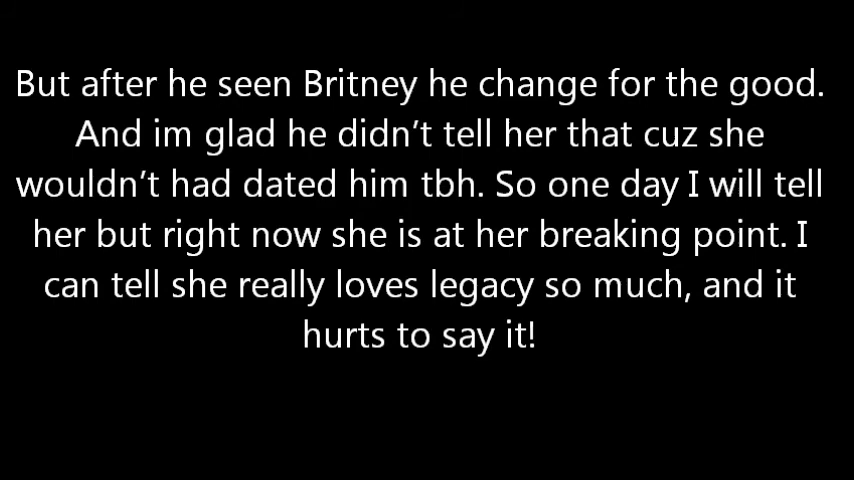 But after he seen Britney he change for the good.
And im glad he didn’t tell her that cuz she
wouldn’t had dated him tbh. So one day I will tell
her but right now she is at her breaking point. I
can tell she really loves legacy so much, and it
hurts to say it!